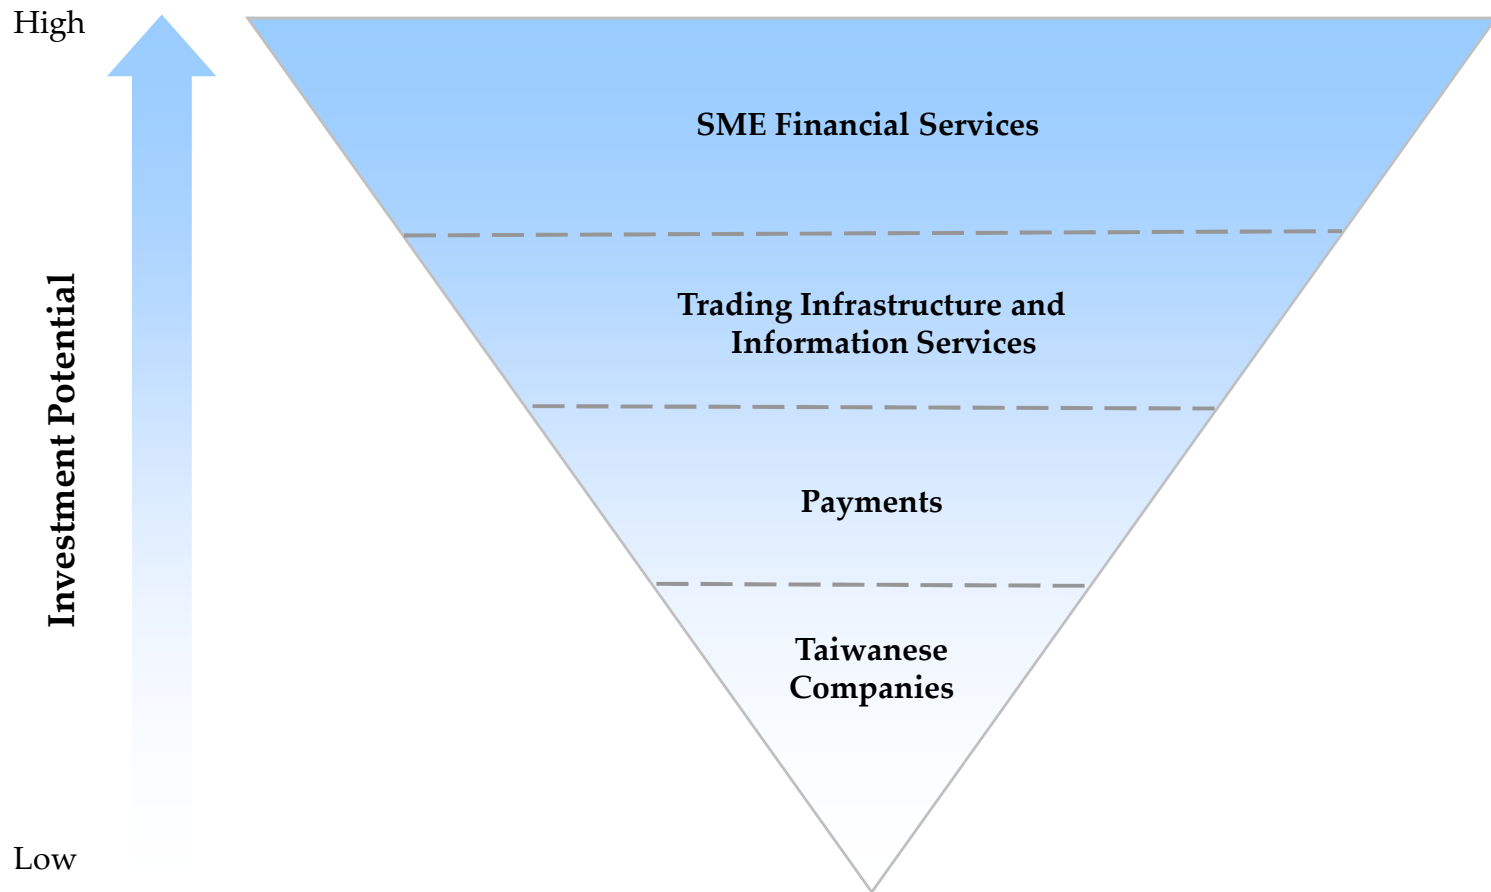 High
SME Financial Services
Trading Infrastructure and
Information Services
Investment Potential
Payments
Taiwanese
Companies
Low